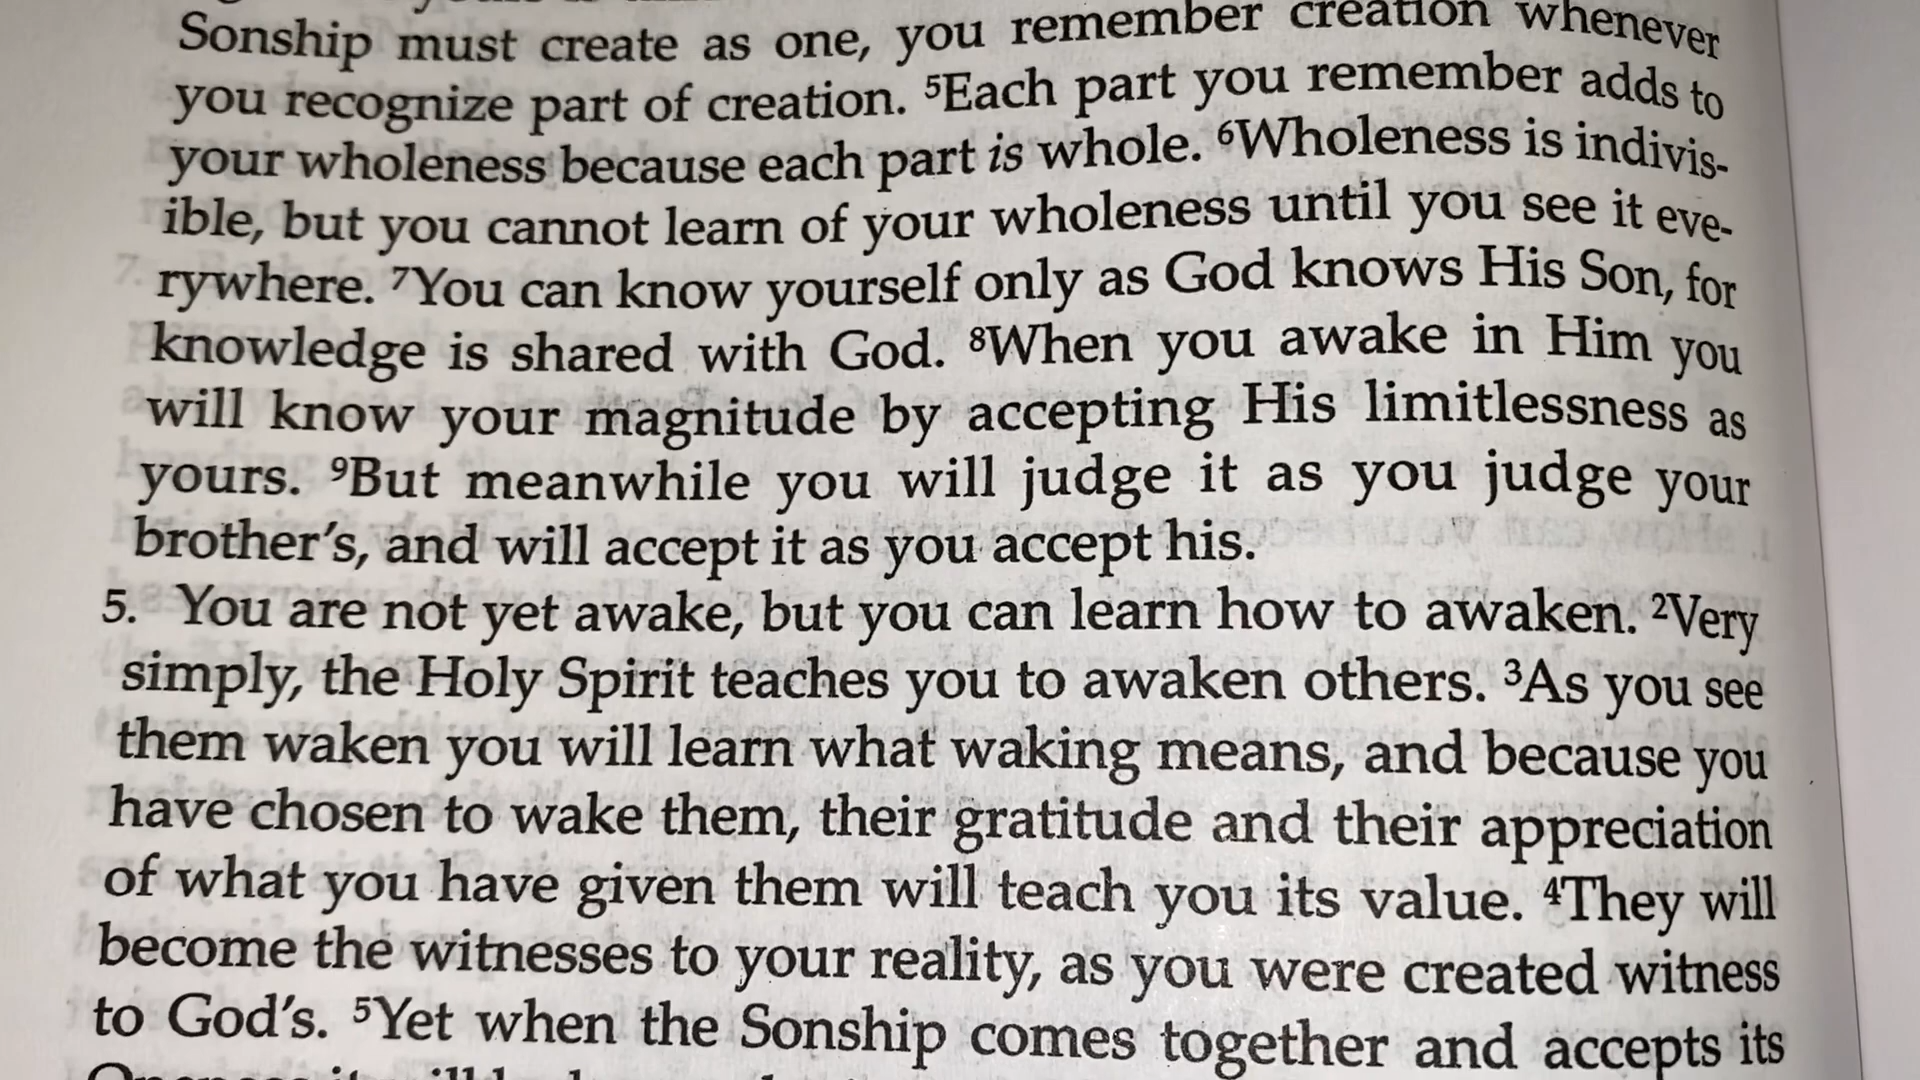 Sonship must create as one, you remember creation whenever
you recognize part of creation. ⁵Each part you remember adds to
your wholeness because each part is whole. ⁶Wholeness is indivis-
ible, but you cannot learn of your wholeness until you see it eve-
rywhere. ⁷You can know yourself only as God knows His Son, for
knowledge is shared with God. ⁸When you awake in Him you
will know your magnitude by accepting His limitlessness as
yours. ⁹But meanwhile you will judge it as you judge your
brother's, and will accept it as you accept his.
5. You are not yet awake, but you can learn how to awaken. ²Very
simply, the Holy Spirit teaches you to awaken others. ³As you see
them waken you will learn what waking means, and because you
have chosen to wake them, their gratitude and their appreciation
of what you have given them will teach you its value. ⁴They will
become the witnesses to your reality, as you were created witness
to God's. ⁵Yet when the Sonship comes together and accepts its